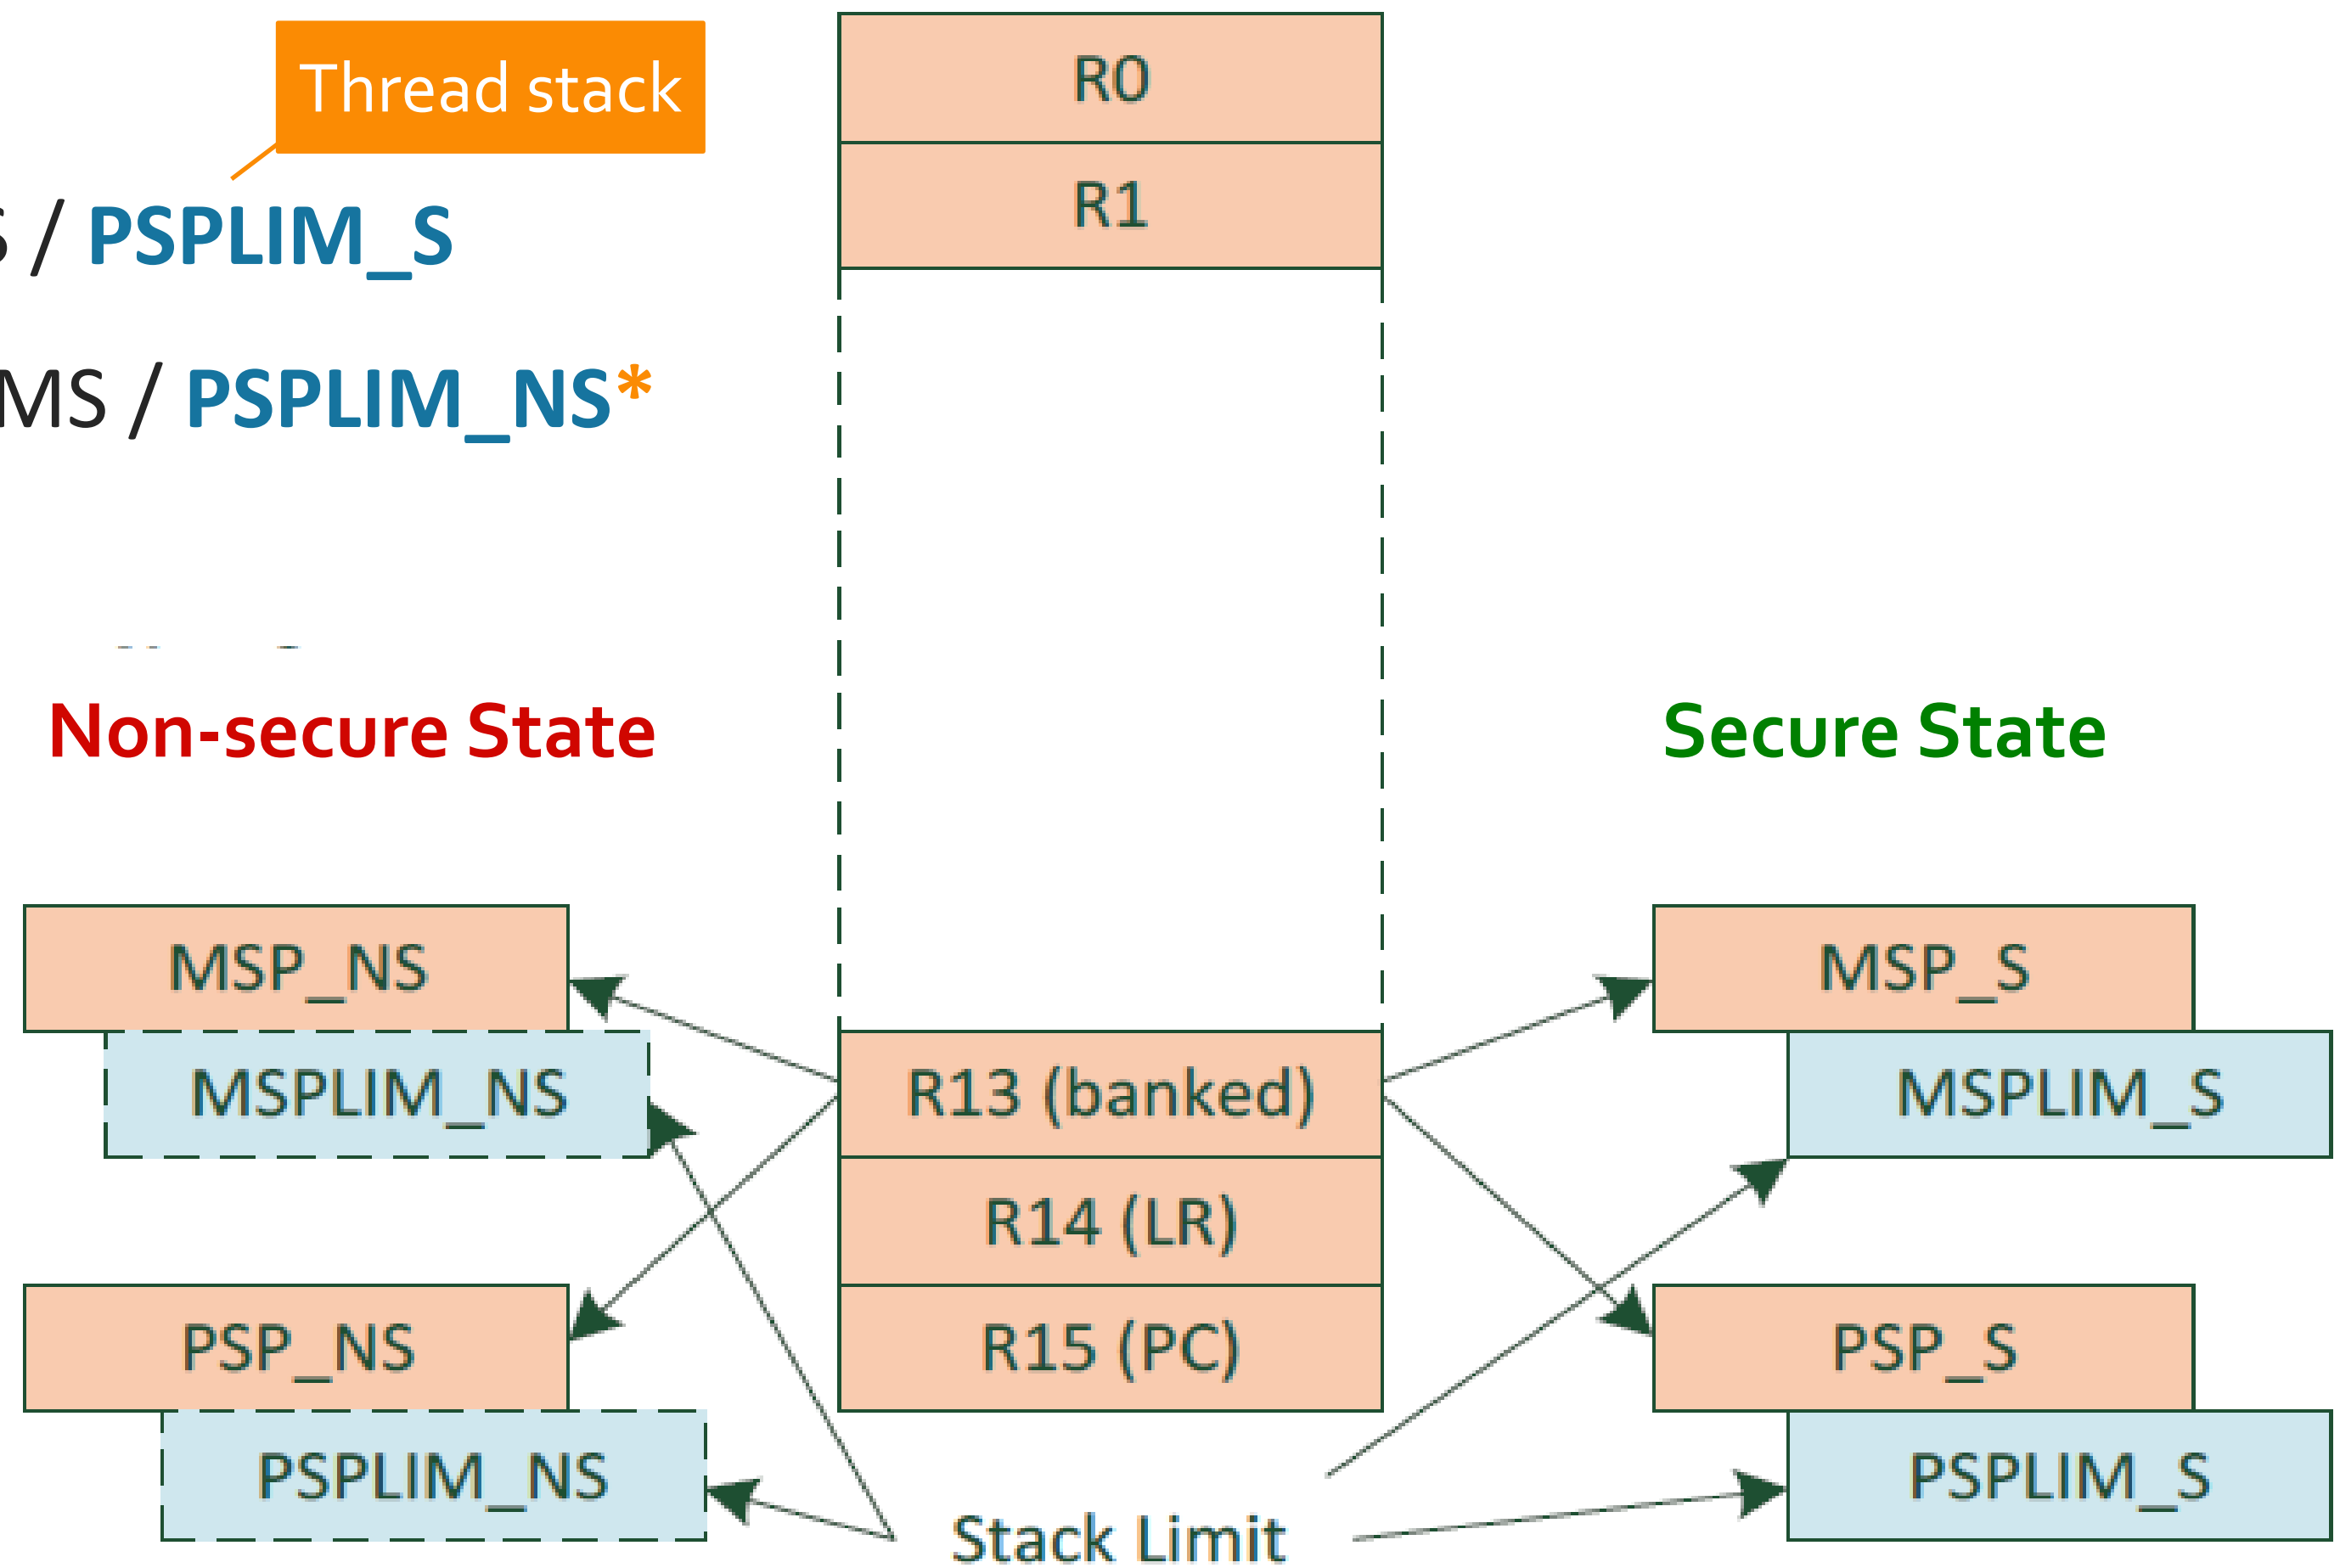 Thread stack
/ PSPLIM_S
MS / PSPLIM_NS*
R0
R1
Non-secure State
Secure State
MSP_NS
MSPLIM_NS
PSP_NS
PSPLIM_NS
R13 (banked)
R14 (LR)
R15 (PC)
Stack Limit
MSP_S
MSPLIM_S
PSP_S
PSPLIM_S